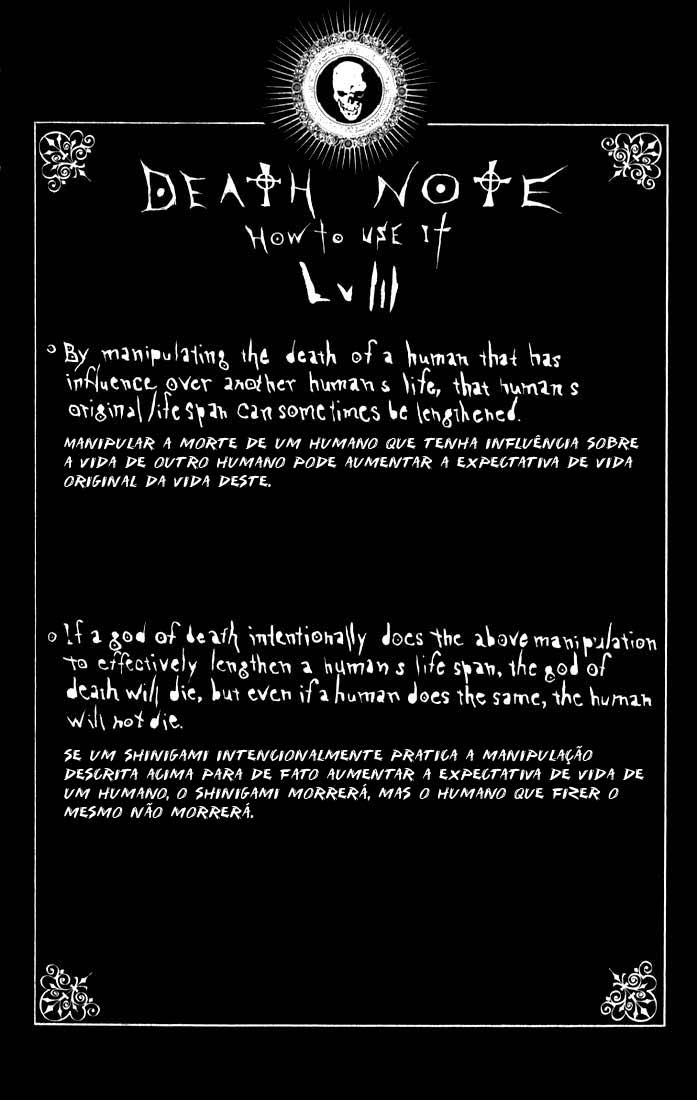 DEATH NOTE
How to USE It
LVIII
By manipulating the death of a human that has
influence over another human s life, that human s
original life span can sometimes be lengthened.
MANIPULAR A MORTE DE UM HUMANO QUE TENHA INFLUÊNCIA SOBRE
A VIDA DE OUTRO HUMANO PODE AUMENTAR A EXPECTATIVA DE VIDA
ORIGINAL DA VIDA DESTE.
If a god of death intentionally does the above manipulation
to effectively lengthen a human s life span, the god of
death will die, but even if a human does the same, the human
will not die.
SE UM SHINIGAMI INTENCIONALMENTE PRATICA A MANIPULAÇÃO
DESCRITA ACIMA PARA DE FATO AUMENTAR A EXPECTATIVA DE VIDA DE
UM HUMANO, O SHINIGAMI MORRERÁ, MAS O HUMANO QUE FIZER O
MESMO NÃO MORRERÁ.